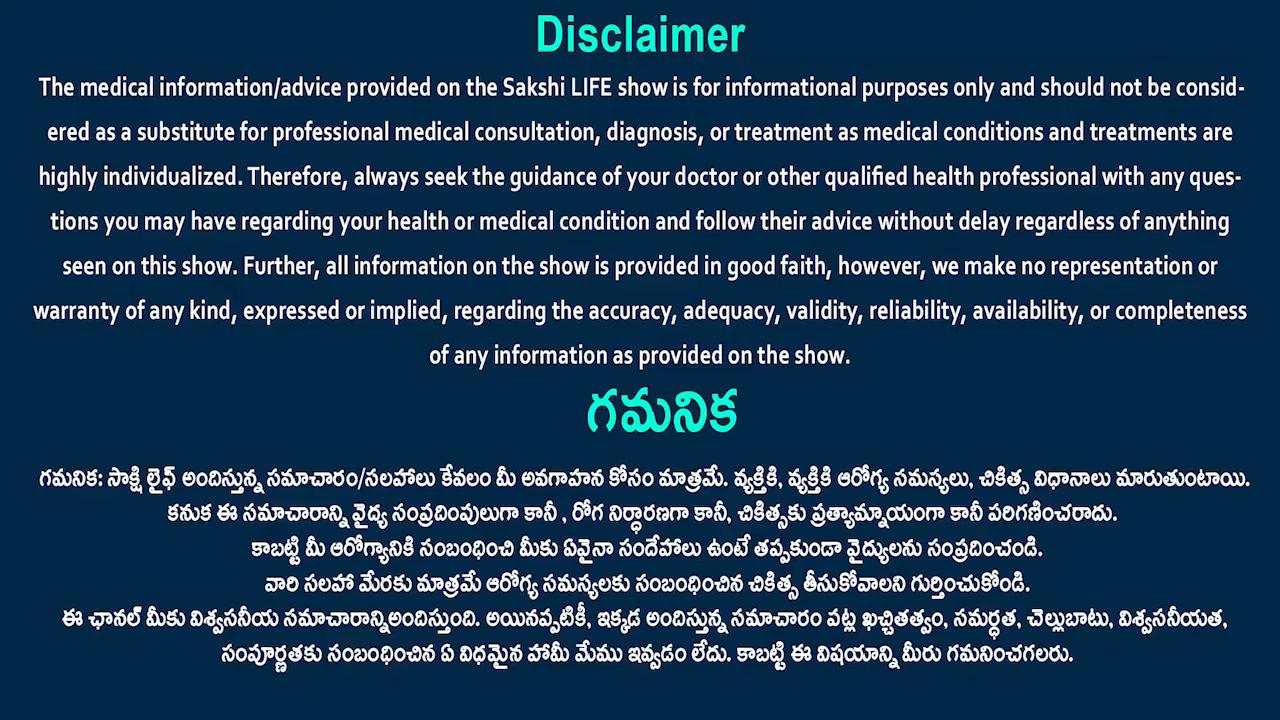 Disclaimer
The medical information/advice provided on the Sakshi LIFE show is for informational purposes only and should not be consid-
ered as a substitute for professional medical consultation, diagnosis, or treatment as medical conditions and treatments are
highly individualized. Therefore, always seek the guidance of your doctor or other qualified health professional with any ques-
tions you may have regarding your health or medical condition and follow their advice without delay regardless of anything
seen on this show. Further, all information on the show is provided in good faith, however, we make no representation or
warranty of any kind, expressed or implied, regarding the accuracy, adequacy, validity, reliability, availability, or completeness
of any information as provided on the show.
గమనిక
గమనిక: సాక్షి లైఫ్ అందిస్తున్న సమాచారం/సలహాలు కేవలం మీ అవగాహన కోసం మాత్రమే. వ్యక్తికి, వ్యక్తికి ఆరోగ్య సమస్యలు, చికిత్స విధానాలు మారుతుంటాయి.
కనుక ఈ సమాచారాన్ని వైద్య సంప్రదింపులుగా కానీ , రోగ నిర్ధారణగా కానీ, చికిత్సకు ప్రత్యామ్నాయంగా కానీ పరిగణించరాదు.
కాబట్టి మీ ఆరోగ్యానికి సంబంధించి మీకు ఏవైనా సందేహాలు ఉంటే తప్పకుండా వైద్యులను సంప్రదించండి.
వారి సలహా మేరకు మాత్రమే ఆరోగ్య సమస్యలకు సంబంధించిన చికిత్స తీసుకోవాలని గుర్తించుకోండి.
ఈ ఛానల్ మీకు విశ్వసనీయ సమాచారాన్నిఅందిస్తుంది. అయినప్పటికీ, ఇక్కడ అందిస్తున్న సమాచారం పట్ల ఖచ్చితత్వం, సమర్ధత, చెల్లుబాటు, విశ్వసనీయత,
సంపూర్ణతకు సంబంధించిన ఏ విధమైన హామీ మేము ఇవ్వడం లేదు. కాబట్టి ఈ విషయాన్ని మీరు గమనించగలరు.